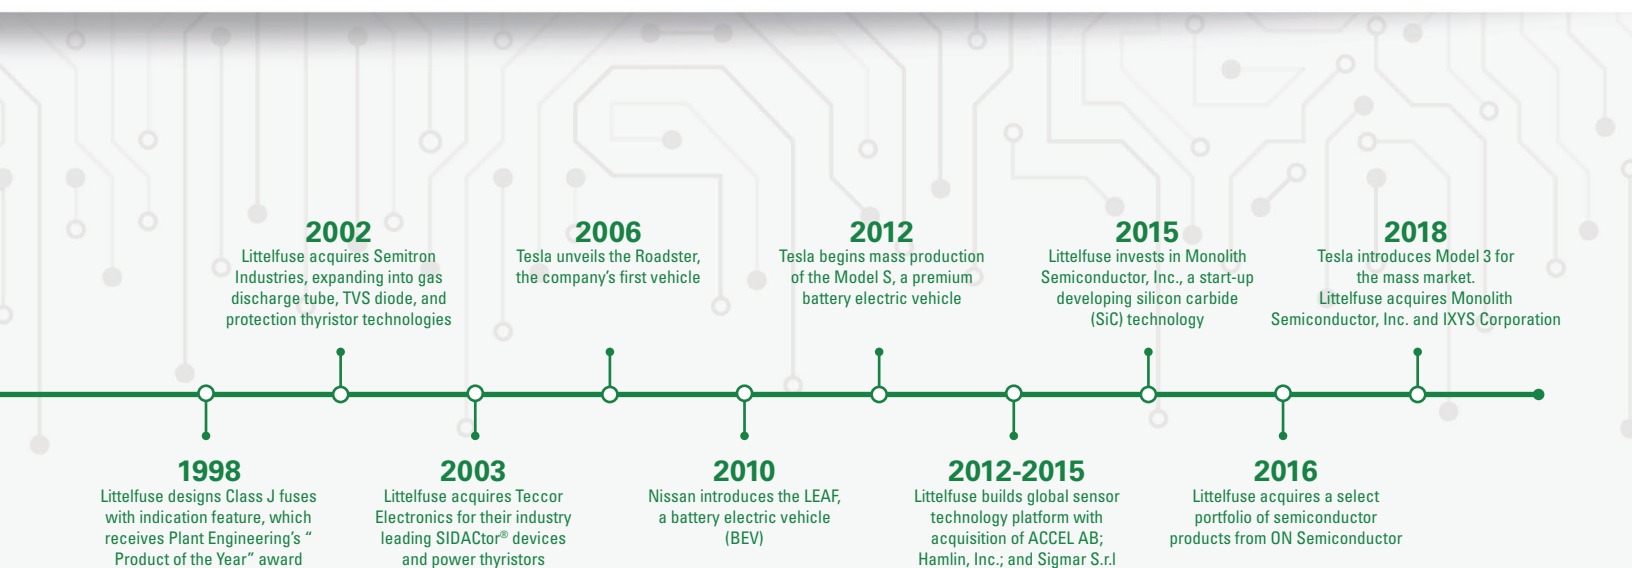 2002
Littelfuse acquires Semitron
Industries, expanding into gas
discharge tube, TVS diode, and
protection thyristor technologies
2006
Tesla unveils the Roadster,
the company's first vehicle
2012
Tesla begins mass production
of the Model S, a premium
battery electric vehicle
2015
Littelfuse invests in Monolith
Semiconductor, Inc., a start-up
developing silicon carbide
(SiC) technology
2018
Tesla introduces Model 3 for
the mass market.
Littelfuse acquires Monolith
Semiconductor, Inc. and IXYS Corporation
1998
Littelfuse designs Class J fuses
with indication feature, which
receives Plant Engineering's “
Product of the Year” award
2003
Littelfuse acquires Teccor
Electronics for their industry
leading SIDACtor® devices
and power thyristors
2010
Nissan introduces the LEAF,
a battery electric vehicle
(BEV)
2012-2015
Littelfuse builds global sensor
technology platform with
acquisition of ACCEL AB;
Hamlin, Inc.; and Sigmar S.r.l
2016
Littelfuse acquires a select
portfolio of semiconductor
products from ON Semiconductor